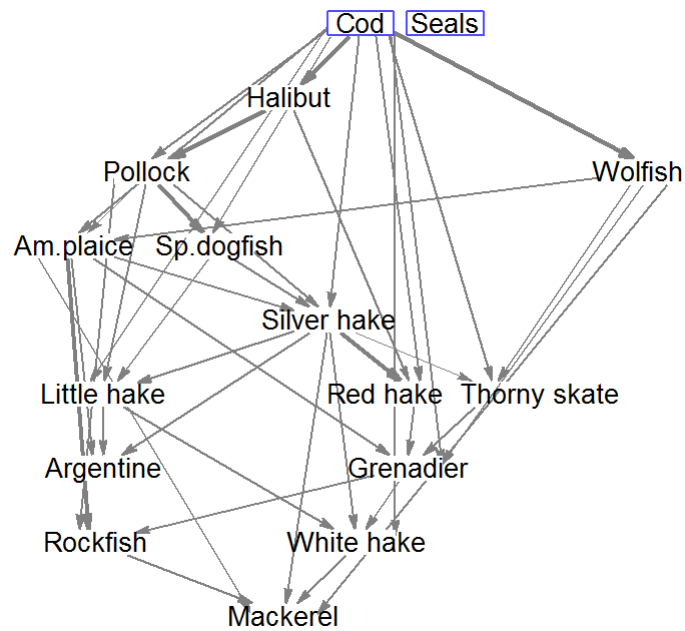 Cod Seals
Halibut
Pollock Wolfish
Am.plaice Sp.dogfish
Silver hake
Little hake Red hake Thorny skate
Argentine Grenadier
Rockfish White hake
Mackerel